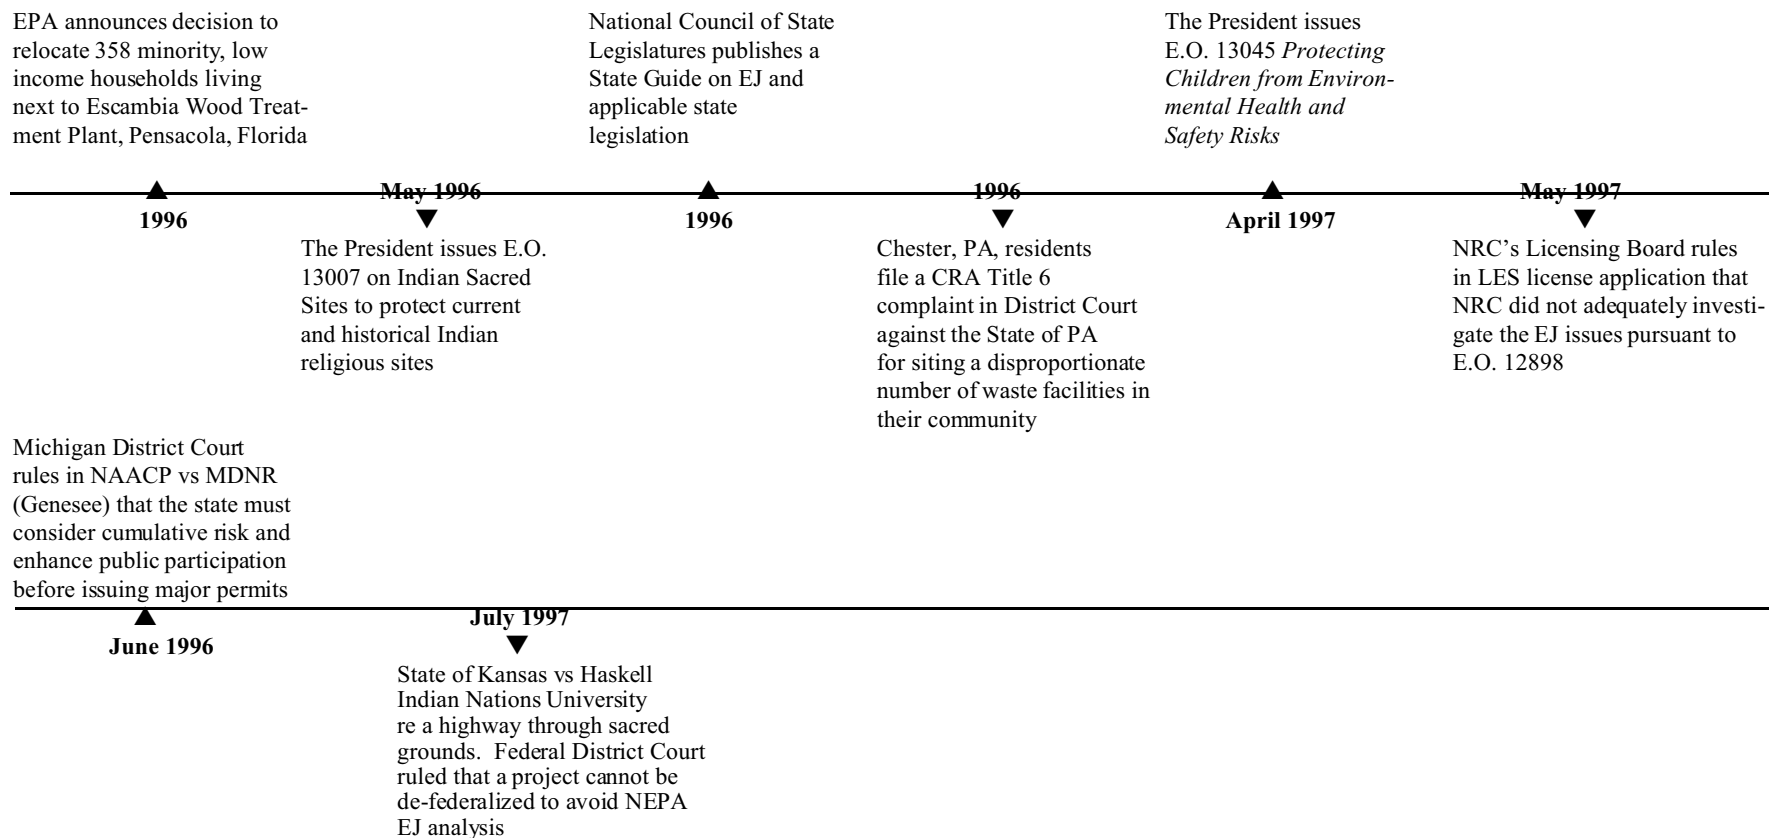 EPA announces decision to
relocate 358 minority, low
income households living
next to Escambia Wood Treat-
ment Plant, Pensacola, Florida
1996
May 1996
The President issues E.O.
13007 on Indian Sacred
Sites to protect current
and historical Indian
religious sites
National Council of State
Legislatures publishes a
State Guide on EJ and
applicable state
legislation
1996
1996
Chester, PA, residents
file a CRA Title 6
complaint in District Court
against the State of PA
for siting a disproportionate
number of waste facilities in
their community
The President issues
E.O. 13045 Protecting
Children from Environ-
mental Health and
Safety Risks
April 1997
May 1997
NRC’s Licensing Board rules
in LES license application that
NRC did not adequately investi-
gate the EJ issues pursuant to
E.O. 12898
Michigan District Court
rules in NAACP vs MDNR
(Genesee) that the state must
consider cumulative risk and
enhance public participation
before issuing major permits
June 1996
July 1997
State of Kansas vs Haskell
Indian Nations University
re a highway through sacred
grounds.  Federal District Court
ruled that a project cannot be
de-federalized to avoid NEPA
EJ analysis